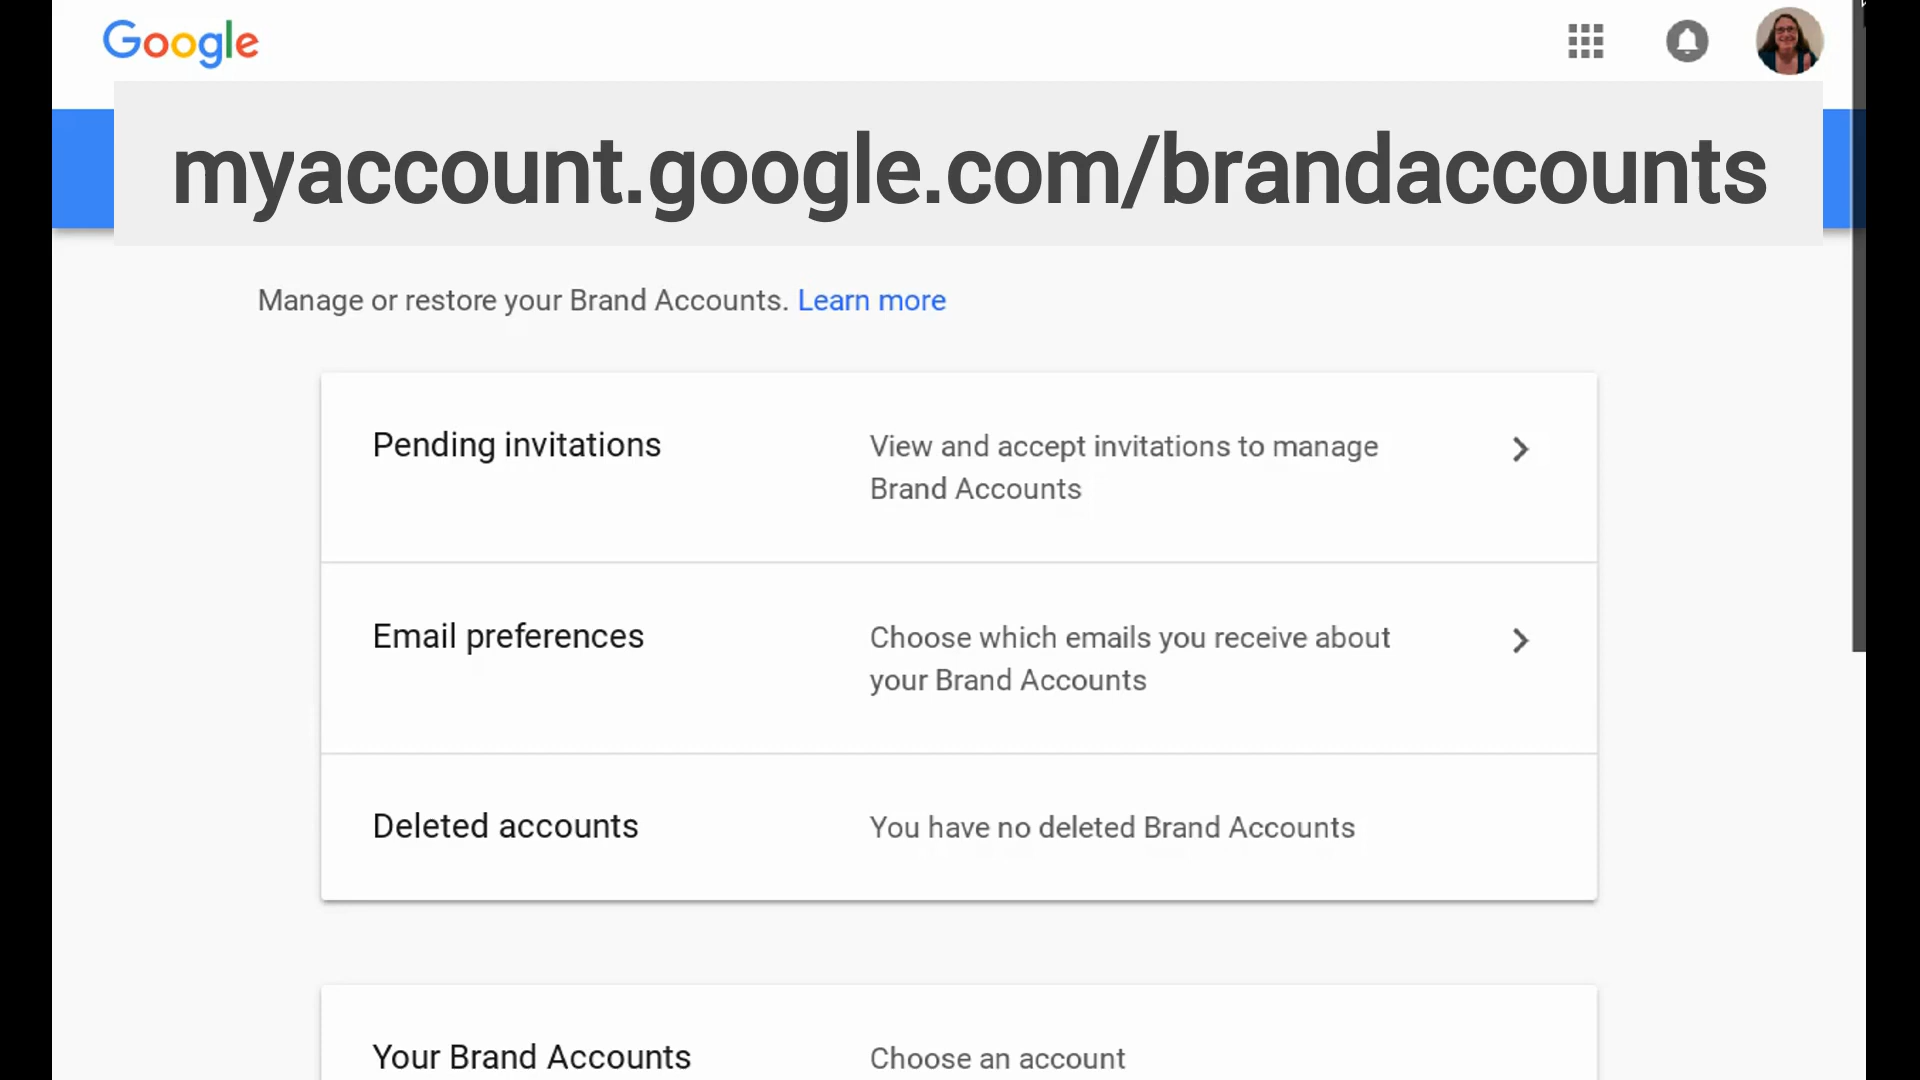 Google
myaccount.google.com/brandaccounts
Manage or restore your Brand Accounts. Learn more
Pending invitations
View and accept invitations to manage
Brand Accounts
Email preferences
Choose which emails you receive about
your Brand Accounts
Deleted accounts
You have no deleted Brand Accounts
Your Brand Accounts
Choose an account